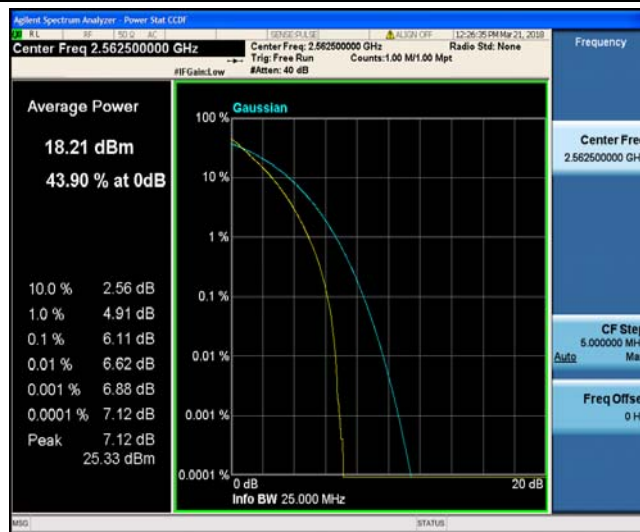 Agilent Spectrum Analyzer - Power Stat CCDF
RL RF 50 Ω AC SENSE:PULSE ALIGN OFF 12:26:35 PM Mar 21, 2018
Center Freq 2.562500000 GHz
Center Freq: 2.562500000 GHz Radio Std: None
Trig: Free Run Counts:1.00 M/1.00 Mpt
#IFGain:Low #Atten: 40 dB
Frequency
Average Power
18.21 dBm
43.90 % at 0dB
10.0 % 2.56 dB
1.0 % 4.91 dB
0.1 % 6.11 dB
0.01 % 6.62 dB
0.001 % 6.88 dB
0.0001 % 7.12 dB
Peak 7.12 dB
25.33 dBm
Gaussian
100 %
10 %
1 %
0.1 %
0.01 %
0.001 %
0.0001 %
0 dB 20 dB
Info BW 25.000 MHz
Center Fre
2.562500000 GH
CF Ste
5.000000 MH
Auto Ma
Freq Offse
0 H
MSG STATUS